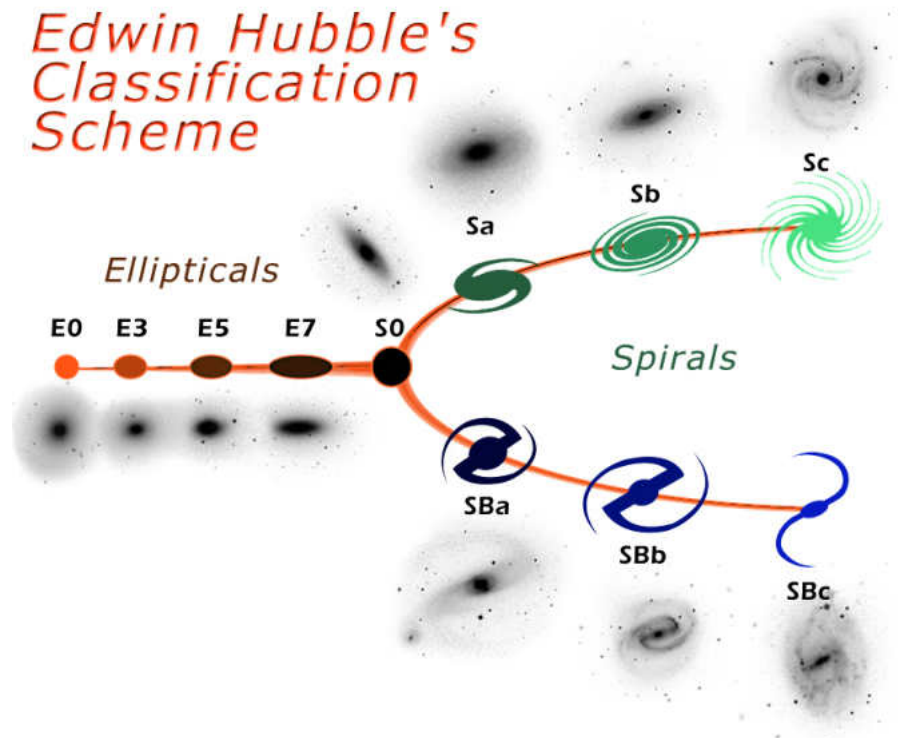 Edwin Hubble's
Classification
Scheme
Sc
Sb
Sa
Ellipticals
E0 E3 E5 E7 S0
Spirals
SBa
SBb
SBc